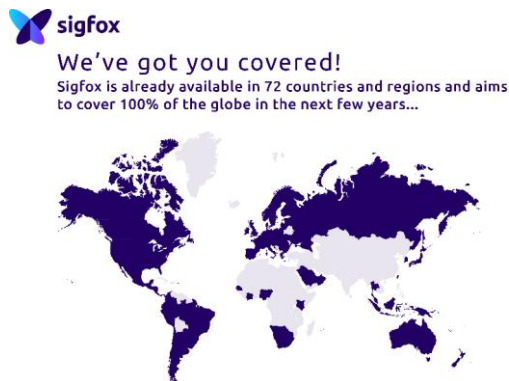 sigfox
We've got you covered!
Sigfox is already available in 72 countries and regions and aims
to cover 100% of the globe in the next few years...